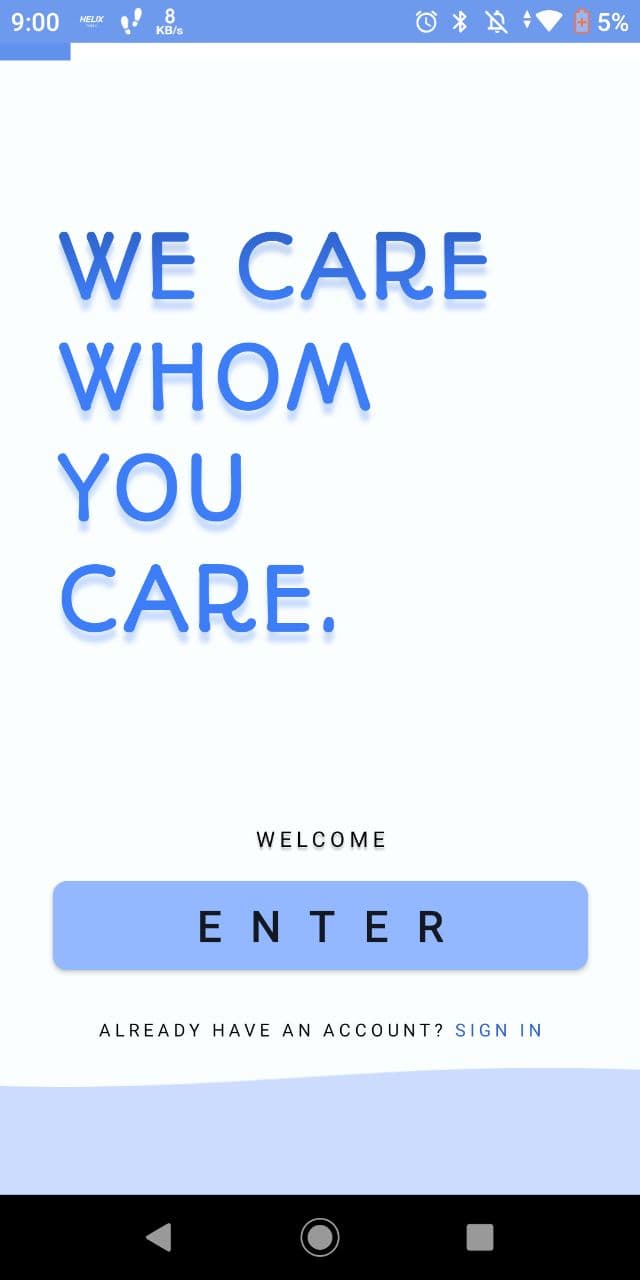 9:00 HELIX 8 KB/s 5%
WE CARE
WHOM
YOU
CARE.
WELCOME
ENTER
ALREADY HAVE AN ACCOUNT? SIGN IN